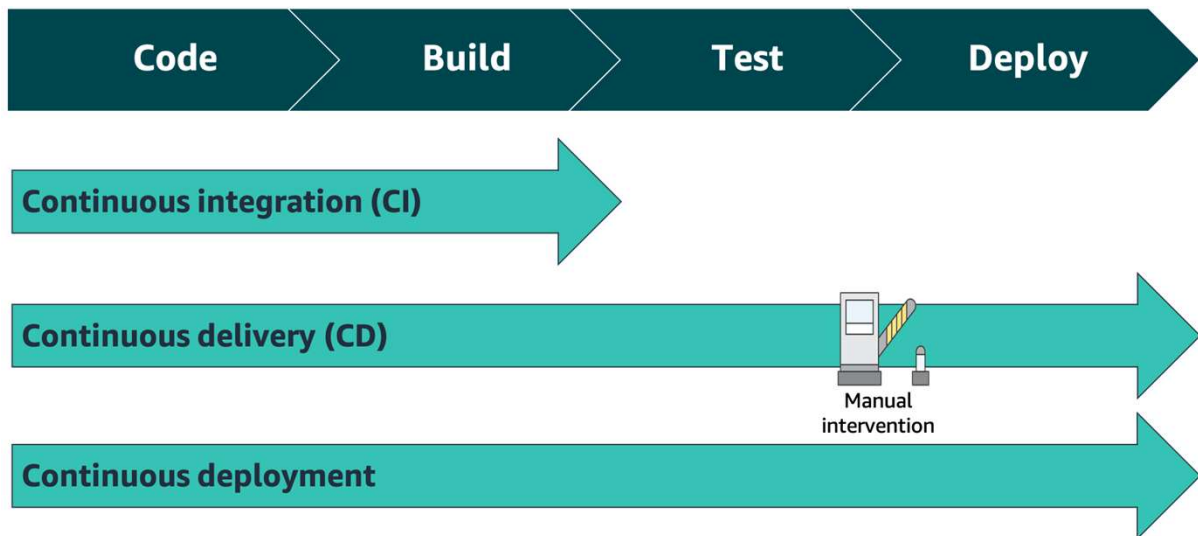 Code Build Test Deploy
Continuous integration (CI)
Continuous delivery (CD)
Manual
intervention
Continuous deployment